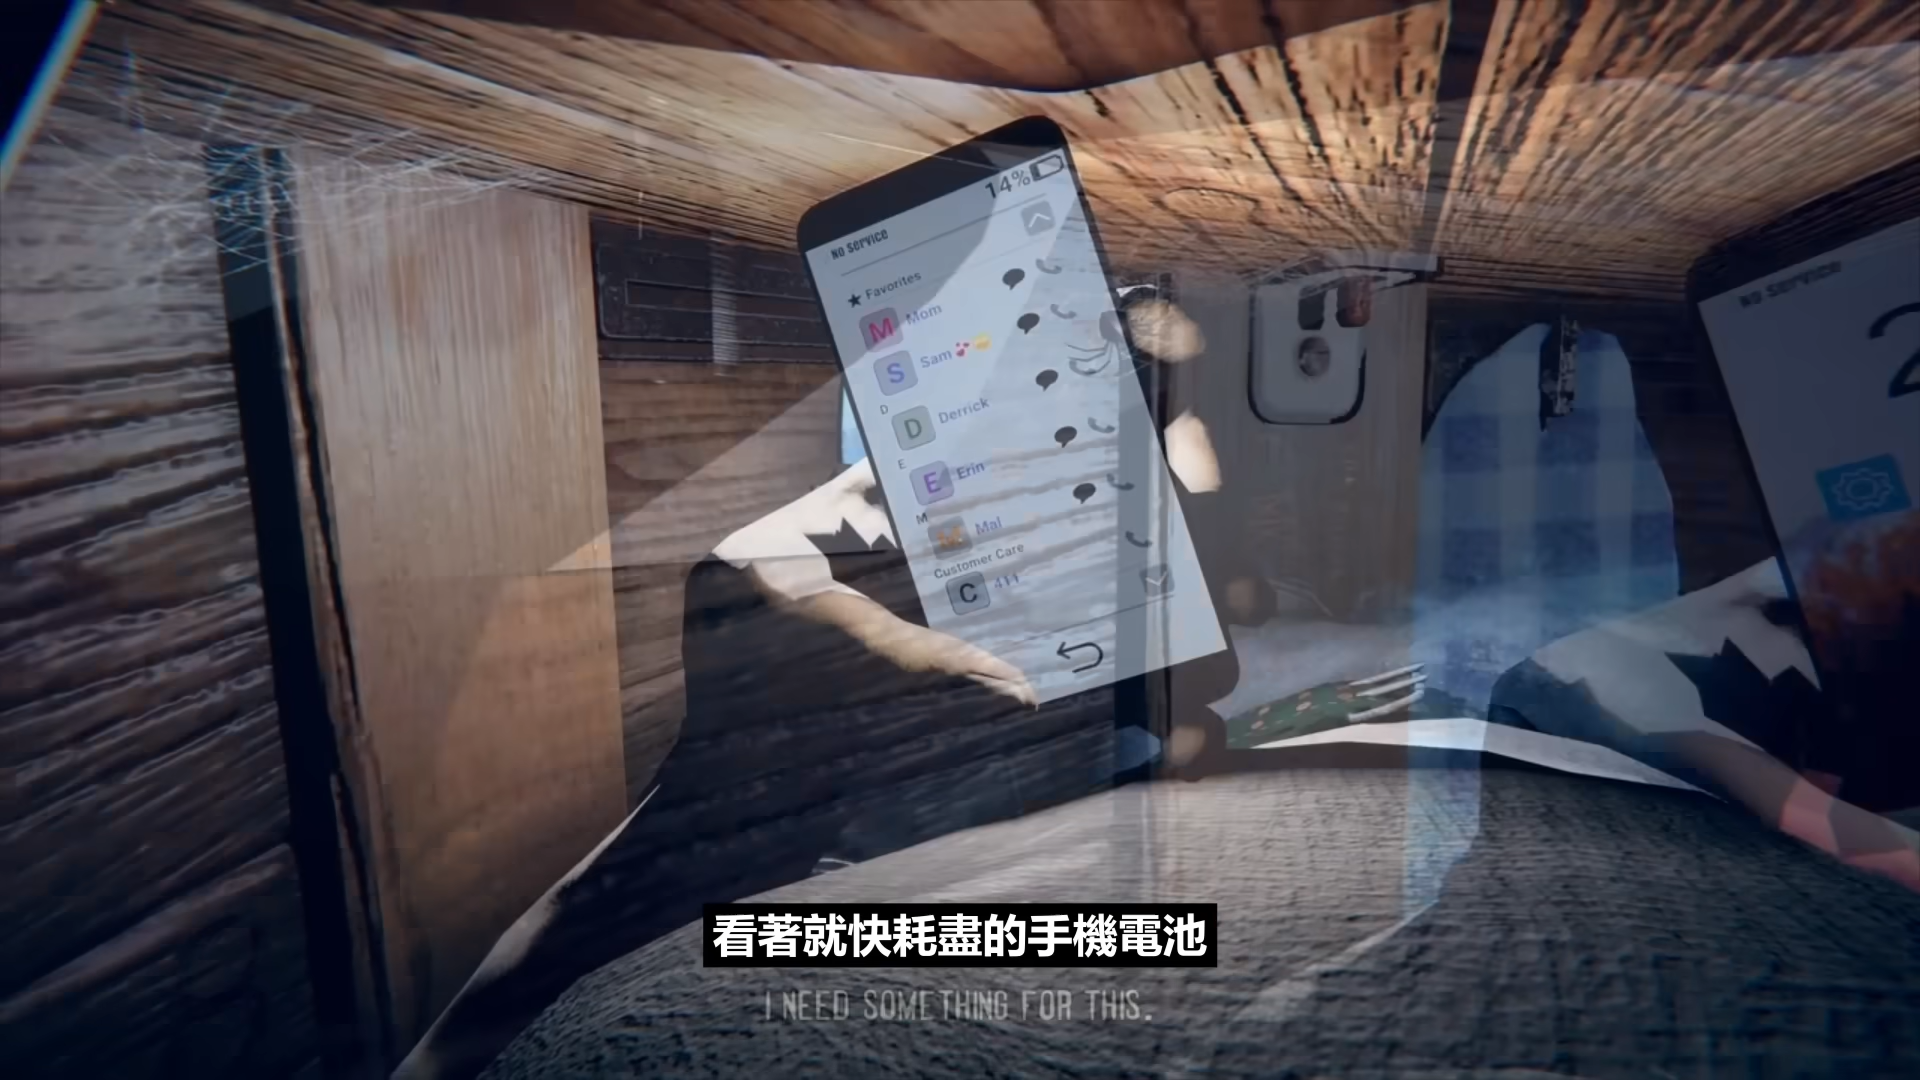 14%
No Service
No Service
★ Favorites
M Mom
S Sam
D
D Derrick
E
E Erin
M
M Mal
Customer Care
C 411
2
看著就快耗盡的手機電池
I NEED SOMETHING FOR THIS.